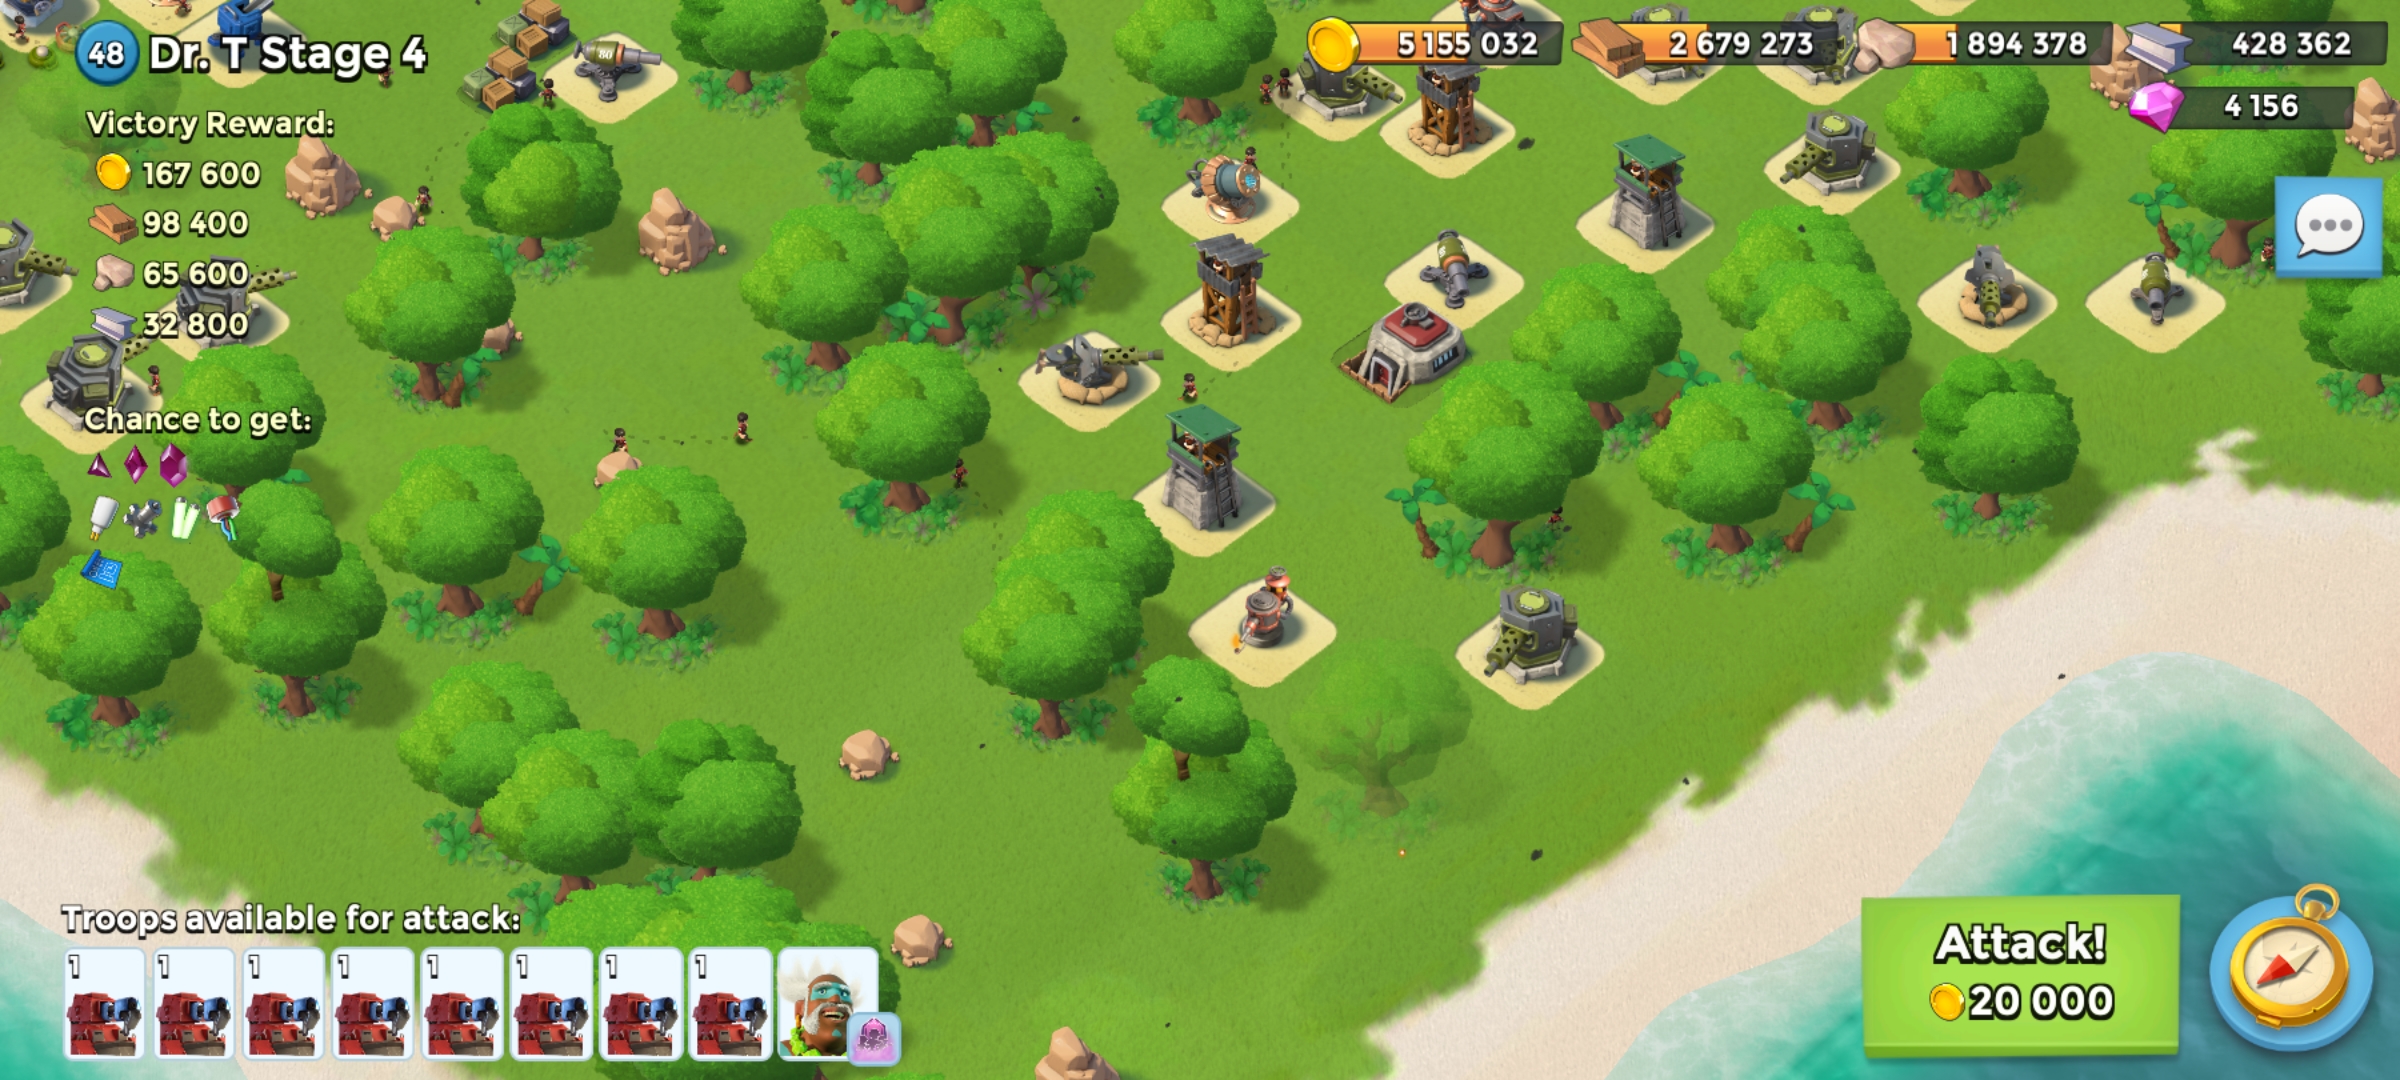 48 Dr. T Stage 4
5 155 032
2 679 273
1 894 378
428 362
4 156
Victory Reward:
167 600
98 400
65 600
32 800
Chance to get:
Troops available for attack:
1 1 1 1 1 1 1 1
Attack!
20 000